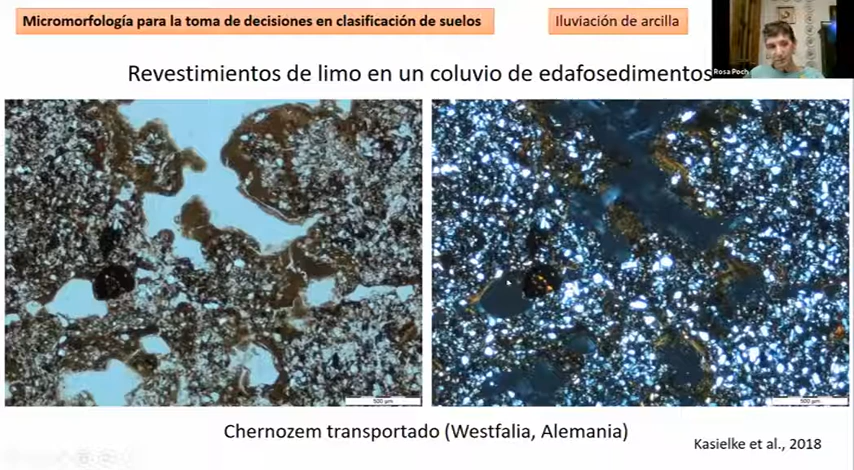 Micromorfología para la toma de decisiones en clasificación de suelos
Iluviación de arcilla
Rosa Poch
Revestimientos de limo en un coluvio de edafosedimentos
500 µm
500 µm
Chernozem transportado (Westfalia, Alemania)
Kasielke et al., 2018